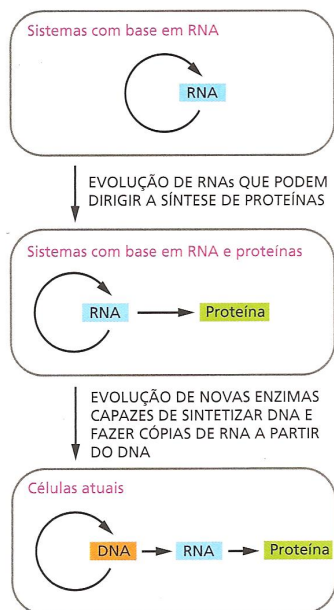 Sistemas com base em RNA
RNA
EVOLUÇÃO DE RNAs QUE PODEM
DIRIGIR A SÍNTESE DE PROTEÍNAS
Sistemas com base em RNA e proteínas
RNA
Proteína
EVOLUÇÃO DE NOVAS ENZIMAS
CAPAZES DE SINTETIZAR DNA E
FAZER CÓPIAS DE RNA A PARTIR
DO DNA
Células atuais
DNA
RNA
Proteína